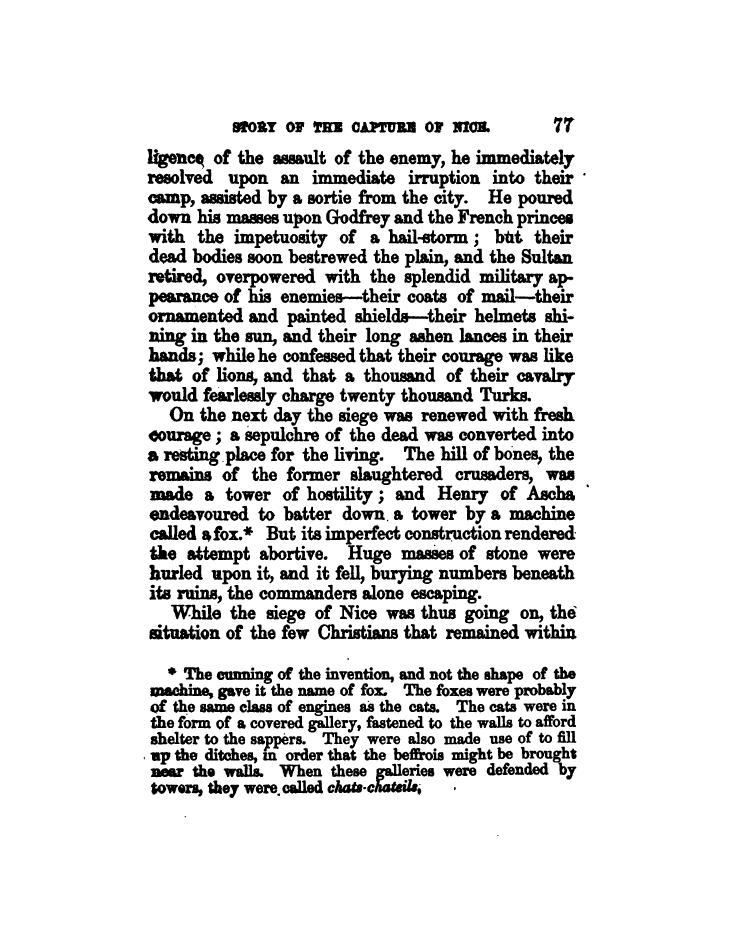 STORY OF THE CAPTURE OF NICE. 77
ligence of the assault of the enemy, he immediately
resolved upon an immediate irruption into their
camp, assisted by a sortie from the city. He poured
down his masses upon Godfrey and the French princes
with the impetuosity of a hail-storm; but their
dead bodies soon bestrewed the plain, and the Sultan
retired, overpowered with the splendid military ap-
pearance of his enemies—their coats of mail—their
ornamented and painted shields—their helmets shi-
ning in the sun, and their long ashen lances in their
hands; while he confessed that their courage was like
that of lions, and that a thousand of their cavalry
would fearlessly charge twenty thousand Turks.
On the next day the siege was renewed with fresh
courage; a sepulchre of the dead was converted into
a resting place for the living. The hill of bones, the
remains of the former slaughtered crusaders, was
made a tower of hostility; and Henry of Ascha
endeavoured to batter down a tower by a machine
called a fox.* But its imperfect construction rendered
the attempt abortive. Huge masses of stone were
hurled upon it, and it fell, burying numbers beneath
its ruins, the commanders alone escaping.
While the siege of Nice was thus going on, the
situation of the few Christians that remained within
* The cunning of the invention, and not the shape of the
machine, gave it the name of fox. The foxes were probably
of the same class of engines as the cats. The cats were in
the form of a covered gallery, fastened to the walls to afford
shelter to the sappers. They were also made use of to fill
up the ditches, in order that the beffrois might be brought
near the walls. When these galleries were defended by
towers, they were called chats-chateils,